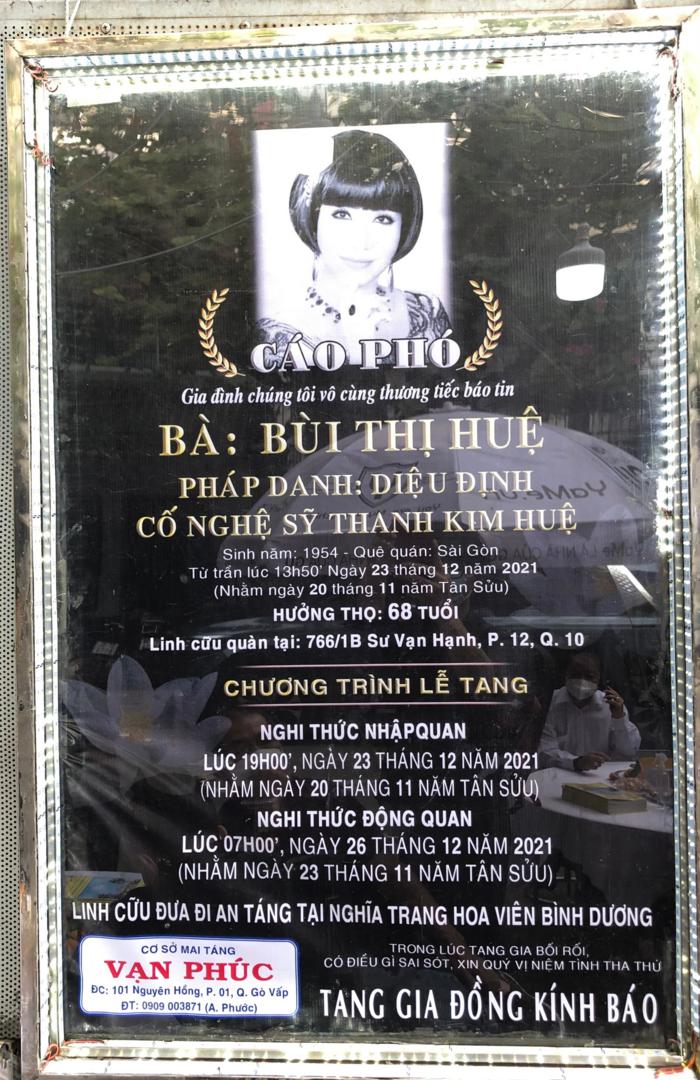 CÁO PHÓ
Gia đình chúng tôi vô cùng thương tiếc báo tin
BÀ: BÙI THỊ HUỆ
PHÁP DANH: DIỆU ĐỊNH
CỐ NGHỆ SỸ THANH KIM HUỆ
Sinh năm: 1954 - Quê quán: Sài Gòn
Từ trần lúc 13h50' Ngày 23 tháng 12 năm 2021
(Nhằm ngày 20 tháng 11 năm Tân Sửu)
HƯỞNG THỌ: 68 TUỔI
Linh cữu quàn tại: 766/1B Sư Vạn Hạnh, P. 12, Q. 10
CHƯƠNG TRÌNH LỄ TANG
NGHI THỨC NHẬPQUAN
LÚC 19H00', NGÀY 23 THÁNG 12 NĂM 2021
(NHẰM NGÀY 20 THÁNG 11 NĂM TÂN SỬU)
NGHI THỨC ĐỘNG QUAN
LÚC 07H00', NGÀY 26 THÁNG 12 NĂM 2021
(NHẰM NGÀY 23 THÁNG 11 NĂM TÂN SỬU)
LINH CỮU ĐƯA ĐI AN TÁNG TẠI NGHĨA TRANG HOA VIÊN BÌNH DƯƠNG
CƠ SỞ MAI TÁNG
VẠN PHÚC
ĐC: 101 Nguyên Hồng, P. 01, Q. Gò Vấp
ĐT: 0909 003871 (A. Phước)
TRONG LÚC TANG GIA BỐI RỐI,
CÓ ĐIỀU GÌ SAI SÓT, XIN QUÝ VỊ NIỆM TÌNH THA THỨ
TANG GIA ĐỒNG KÍNH BÁO
YaMe.vn